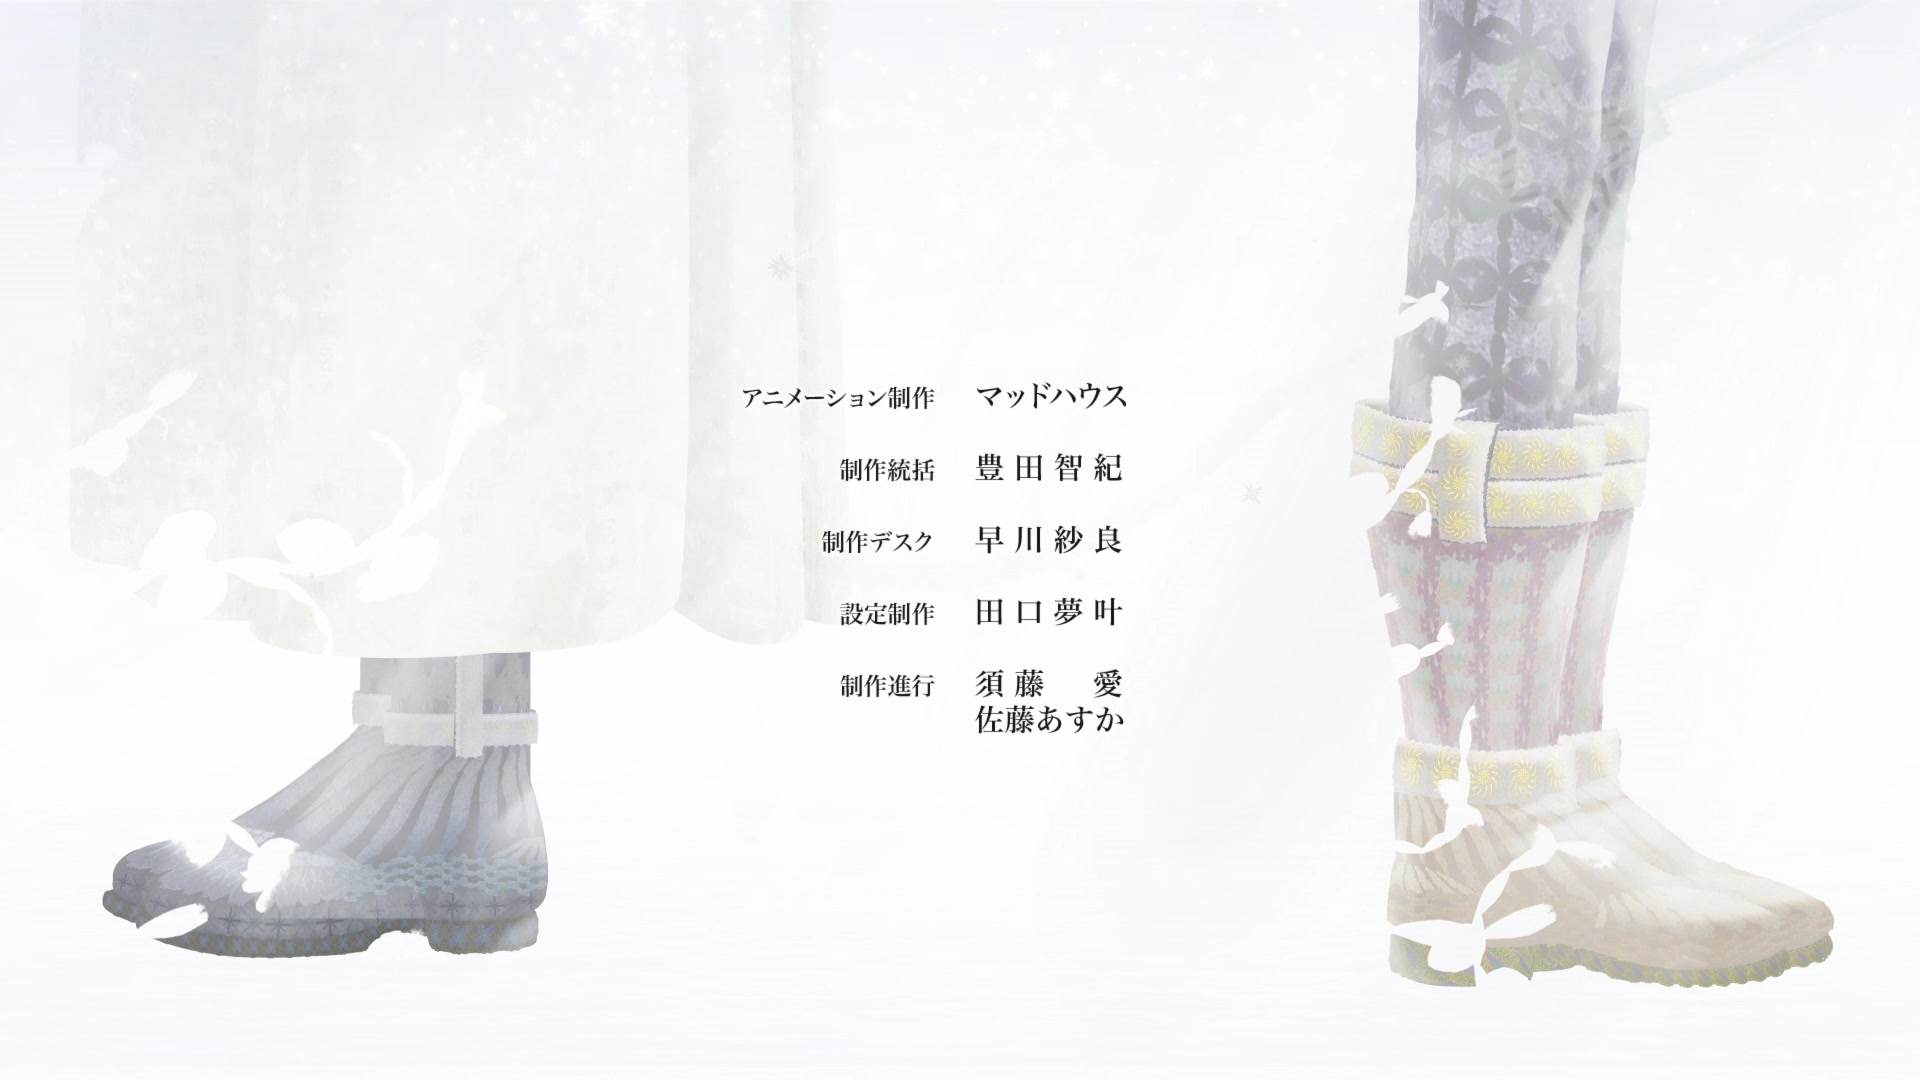 アニメーション制作 マッドハウス
制作統括 豊田智紀
制作デスク 早川紗良
設定制作 田口夢叶
制作進行 須藤 愛
佐藤あすか